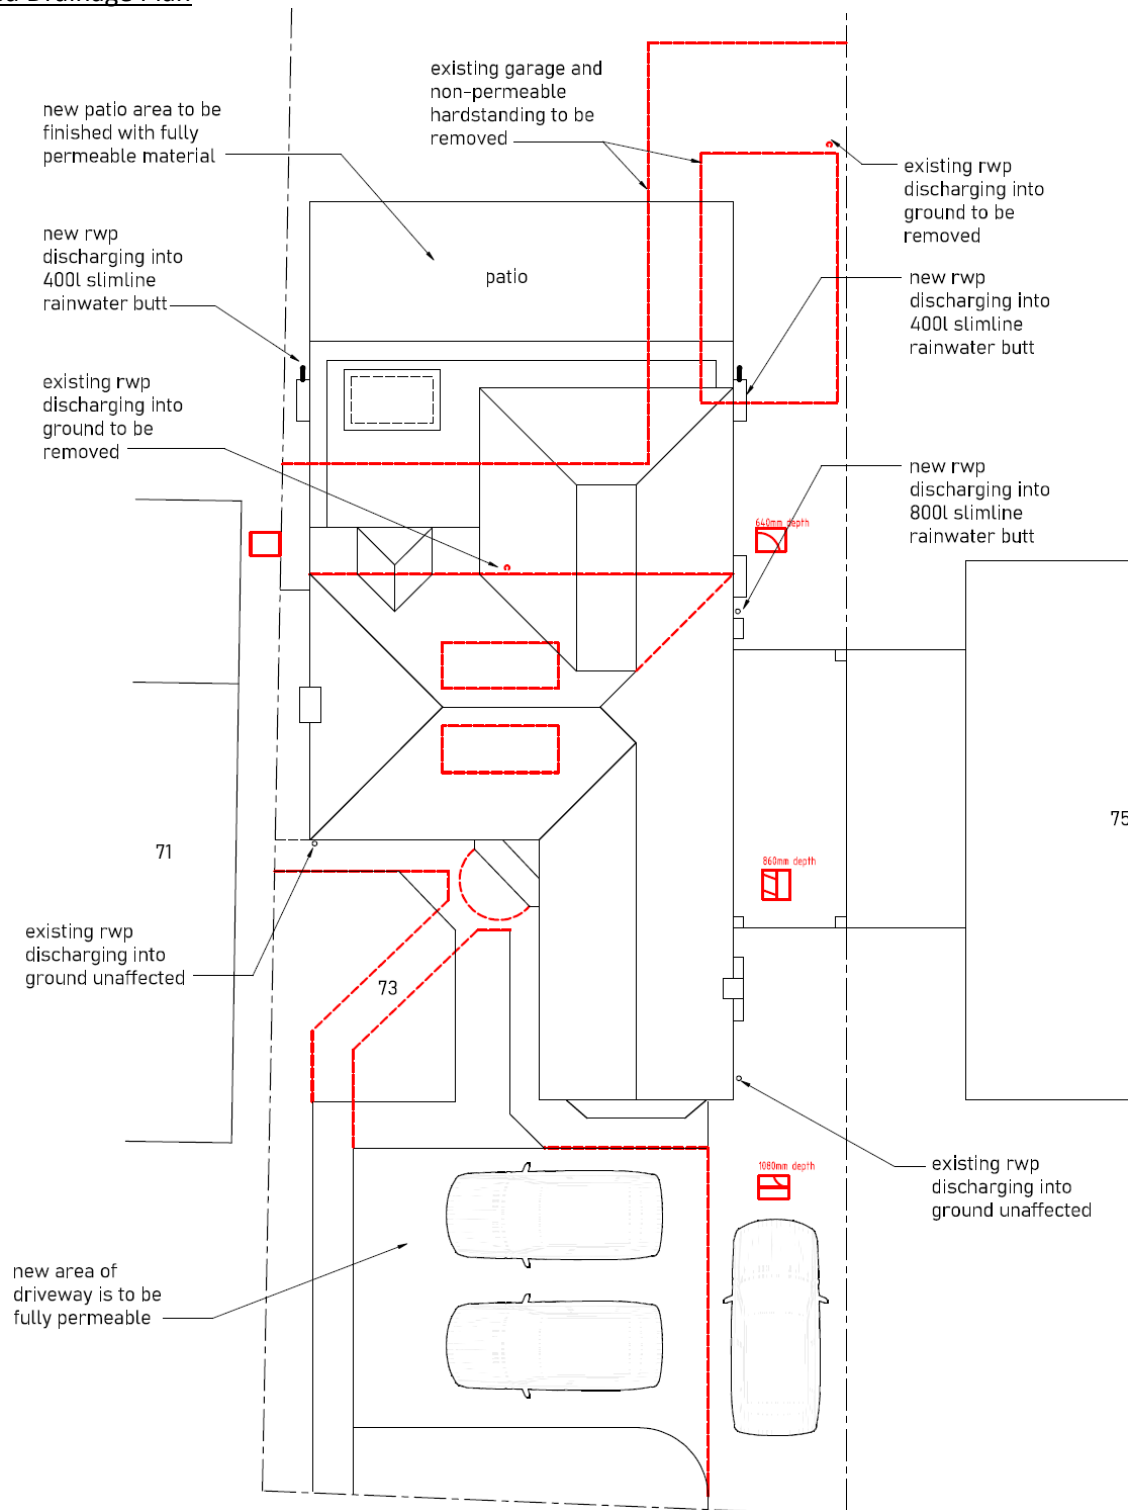 Drainage Plan
existing garage and
non-permeable
hardstanding to be
removed
new patio area to be
finished with fully
permeable material
existing rwp
discharging into
ground to be
removed
new rwp
discharging into
400l slimline
rainwater butt
patio
new rwp
discharging into
400l slimline
rainwater butt
existing rwp
discharging into
ground to be
removed
new rwp
discharging into
800l slimline
rainwater butt
640mm depth
75
71
860mm depth
existing rwp
discharging into
ground unaffected
73
1080mm depth
existing rwp
discharging into
ground unaffected
new area of
driveway is to be
fully permeable